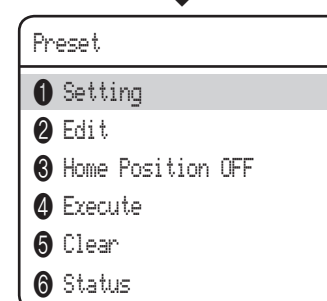 Preset
❶ Setting
❷ Edit
❸ Home Position OFF
❹ Execute
❺ Clear
❻ Status